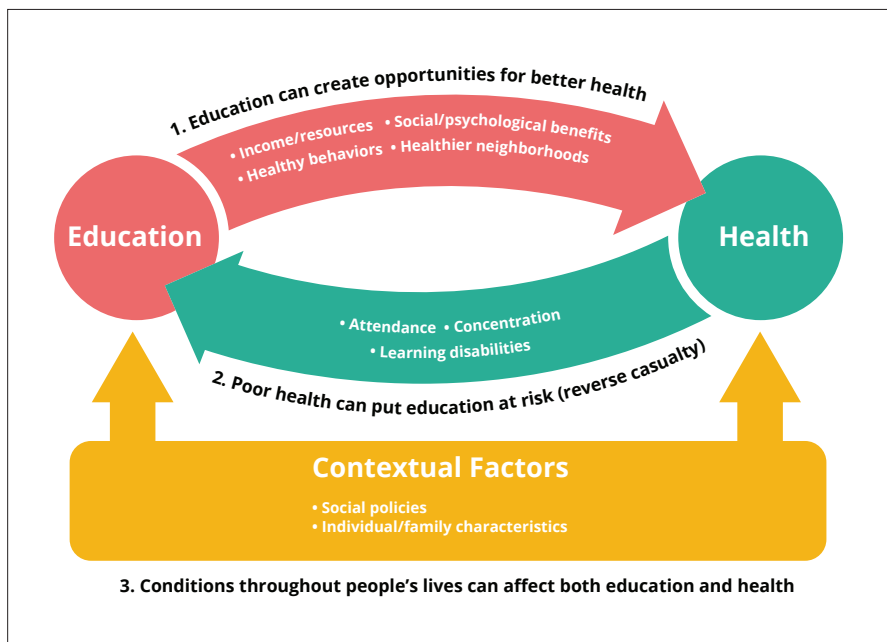 1. Education can create opportunities for better health
• Income/resources • Social/psychological benefits
• Healthy behaviors • Healthier neighborhoods
Education
Health
• Attendance • Concentration
• Learning disabilities
2. Poor health can put education at risk (reverse casualty)
Contextual Factors
• Social policies
• Individual/family characteristics
3. Conditions throughout people’s lives can affect both education and health